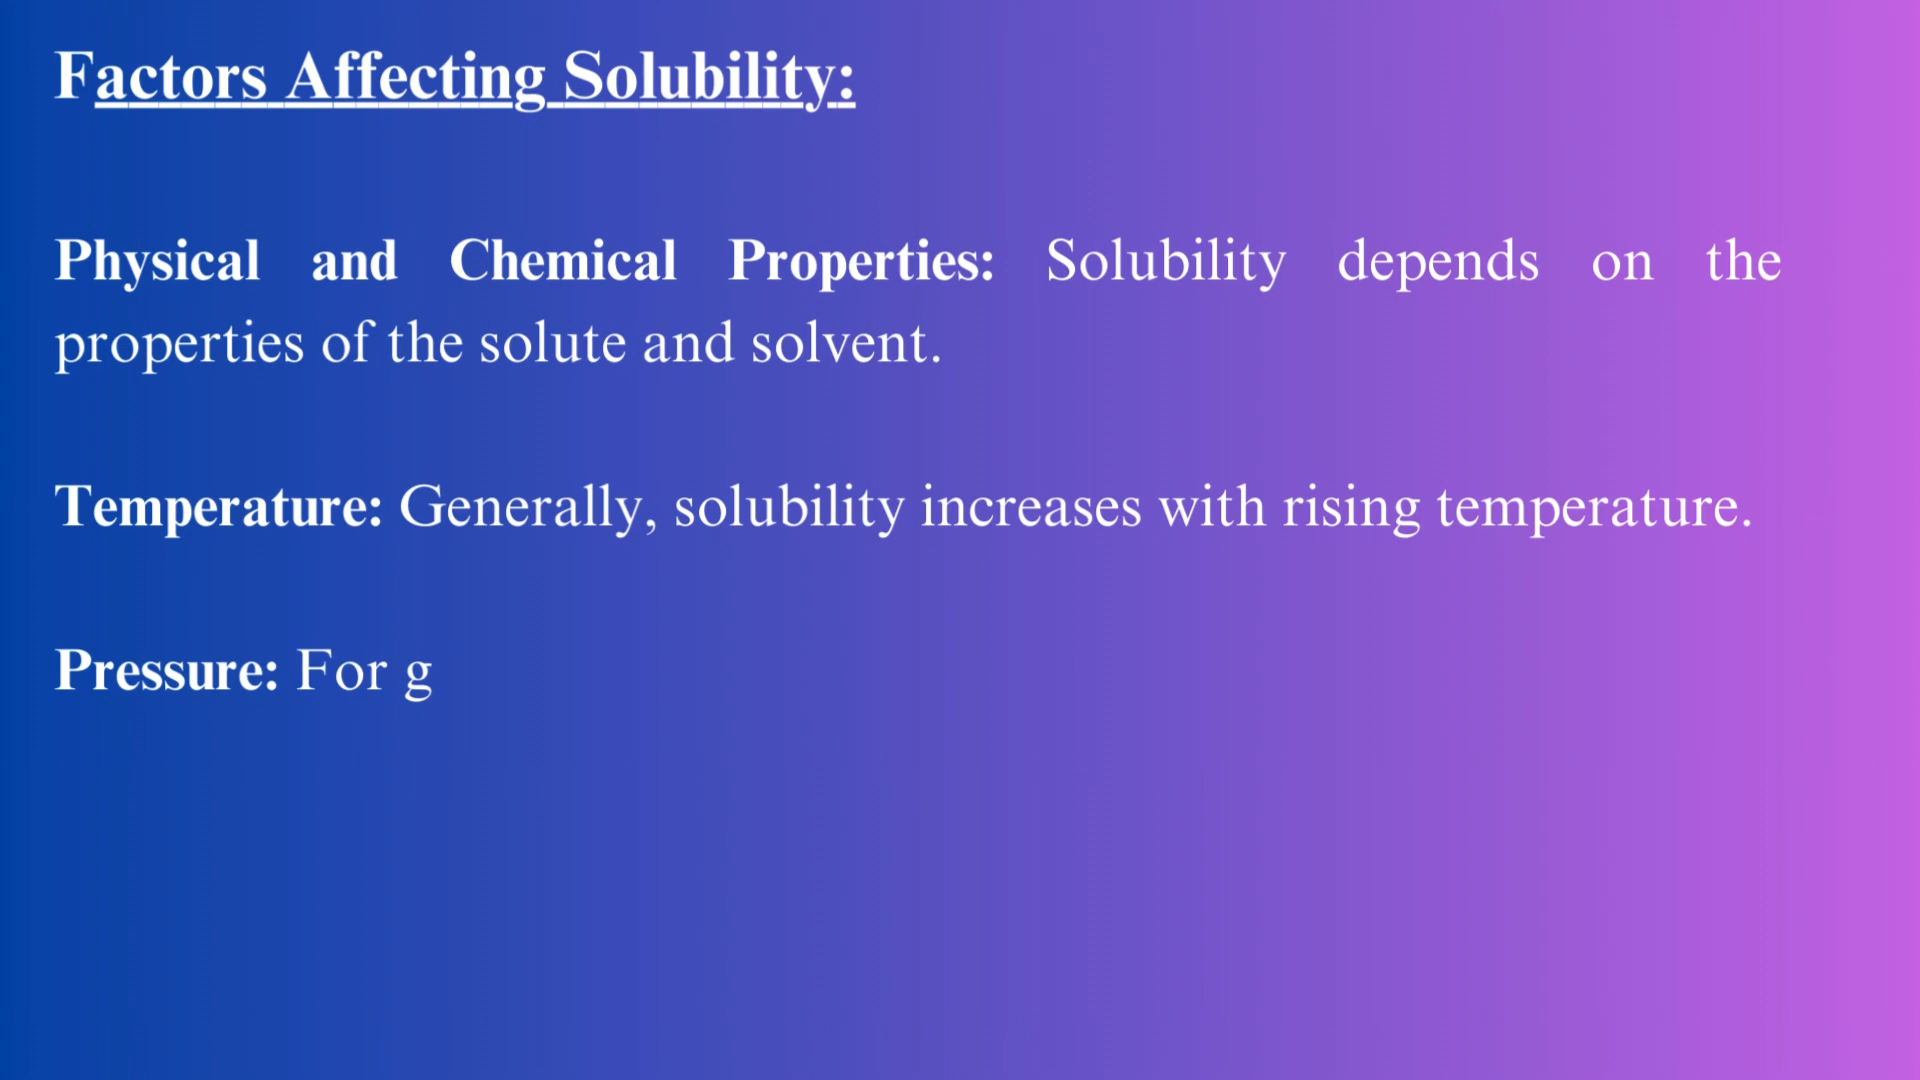 Factors Affecting Solubility:
Physical and Chemical Properties: Solubility depends on the
properties of the solute and solvent.
Temperature: Generally, solubility increases with rising temperature.
Pressure: For g